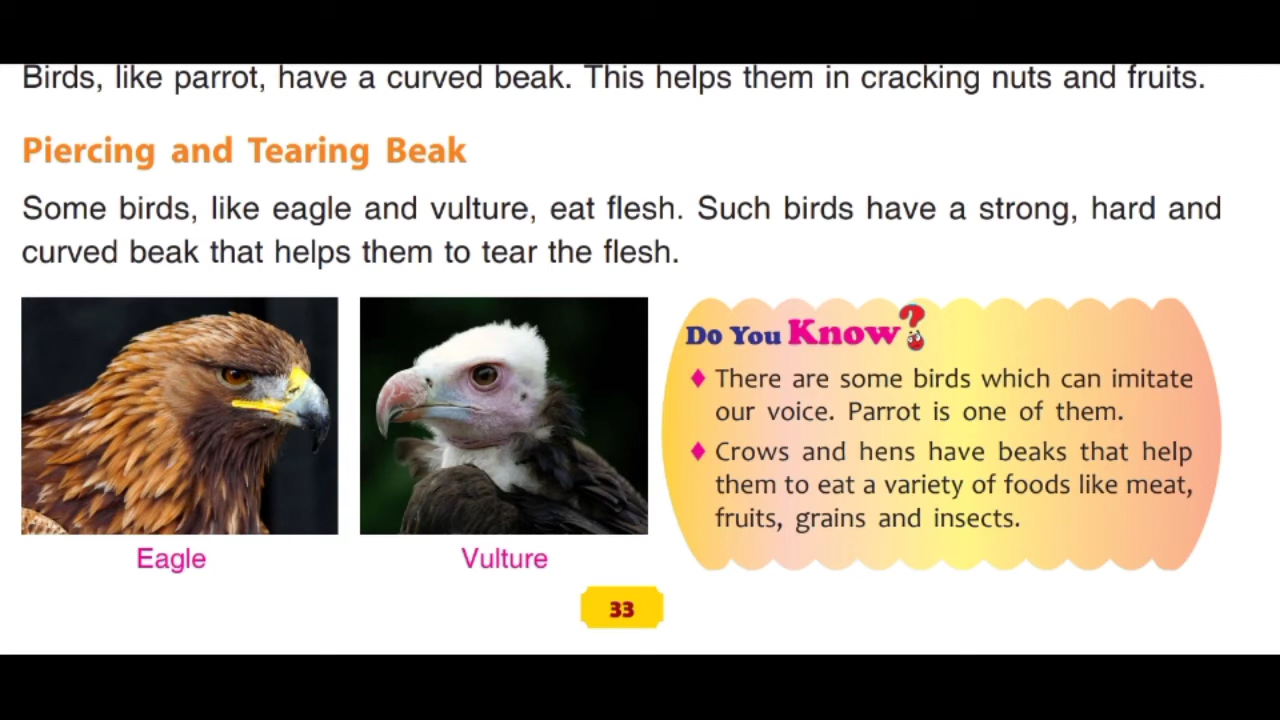 Birds, like parrot, have a curved beak. This helps them in cracking nuts and fruits.
Piercing and Tearing Beak
Some birds, like eagle and vulture, eat flesh. Such birds have a strong, hard and
curved beak that helps them to tear the flesh.
Eagle
Vulture
Do You Know?
There are some birds which can imitate
our voice. Parrot is one of them.
Crows and hens have beaks that help
them to eat a variety of foods like meat,
fruits, grains and insects.
33